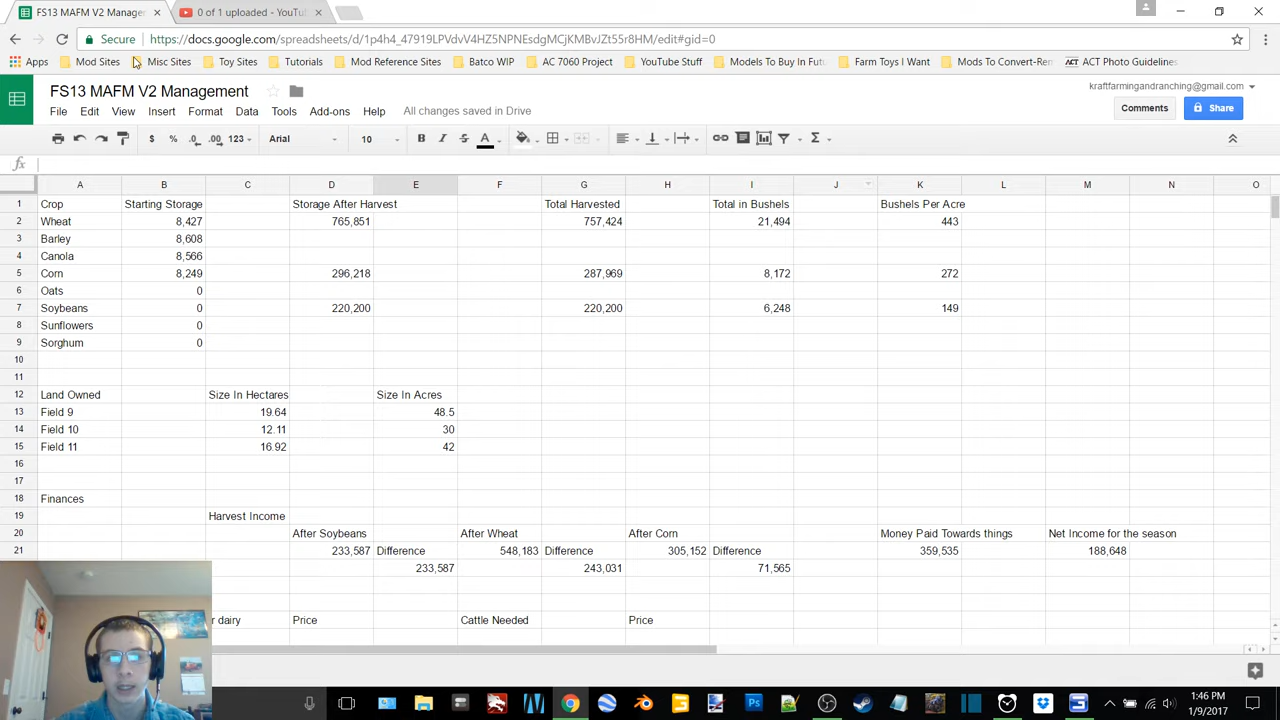 FS13 MAFM V2 Manage
0 of 1 uploaded - YouTu
Secure
https://docs.google.com/spreadsheets/d/1p4h4_47919LPVdvV4HZ5NPNEsdgMCjKMBvJZt55r8HM/edit#gid=0
Apps Mod Sites Misc Sites Toy Sites Tutorials Mod Reference Sites Batco WIP AC 7060 Project YouTube Stuff Models To Buy In Futu Farm Toys I Want Mods To Convert-Ren ACT Photo Guidelines
FS13 MAFM V2 Management
kraftfarmingandranching@gmail.com
File Edit View Insert Format Data Tools Add-ons Help All changes saved in Drive
Comments Share
$ % .0 .00 123 Arial 10 B I S A Σ
fx
A B C D E F G H I J K L M N O
1 Crop Starting Storage Storage After Harvest Total Harvested Total in Bushels Bushels Per Acre
2 Wheat 8,427 765,851 757,424 21,494 443
3 Barley 8,608
4 Canola 8,566
5 Corn 8,249 296,218 287,969 8,172 272
6 Oats 0
7 Soybeans 0 220,200 220,200 6,248 149
8 Sunflowers 0
9 Sorghum 0
10
11
12 Land Owned Size In Hectares Size In Acres
13 Field 9 19.64 48.5
14 Field 10 12.11 30
15 Field 11 16.92 42
16
17
18 Finances
19 Harvest Income
20 After Soybeans After Wheat After Corn Money Paid Towards things Net Income for the season
21 233,587 Difference 548,183 Difference 305,152 Difference 359,535 188,648
233,587 243,031 71,565
r dairy Price Cattle Needed Price
1:46 PM
1/9/2017